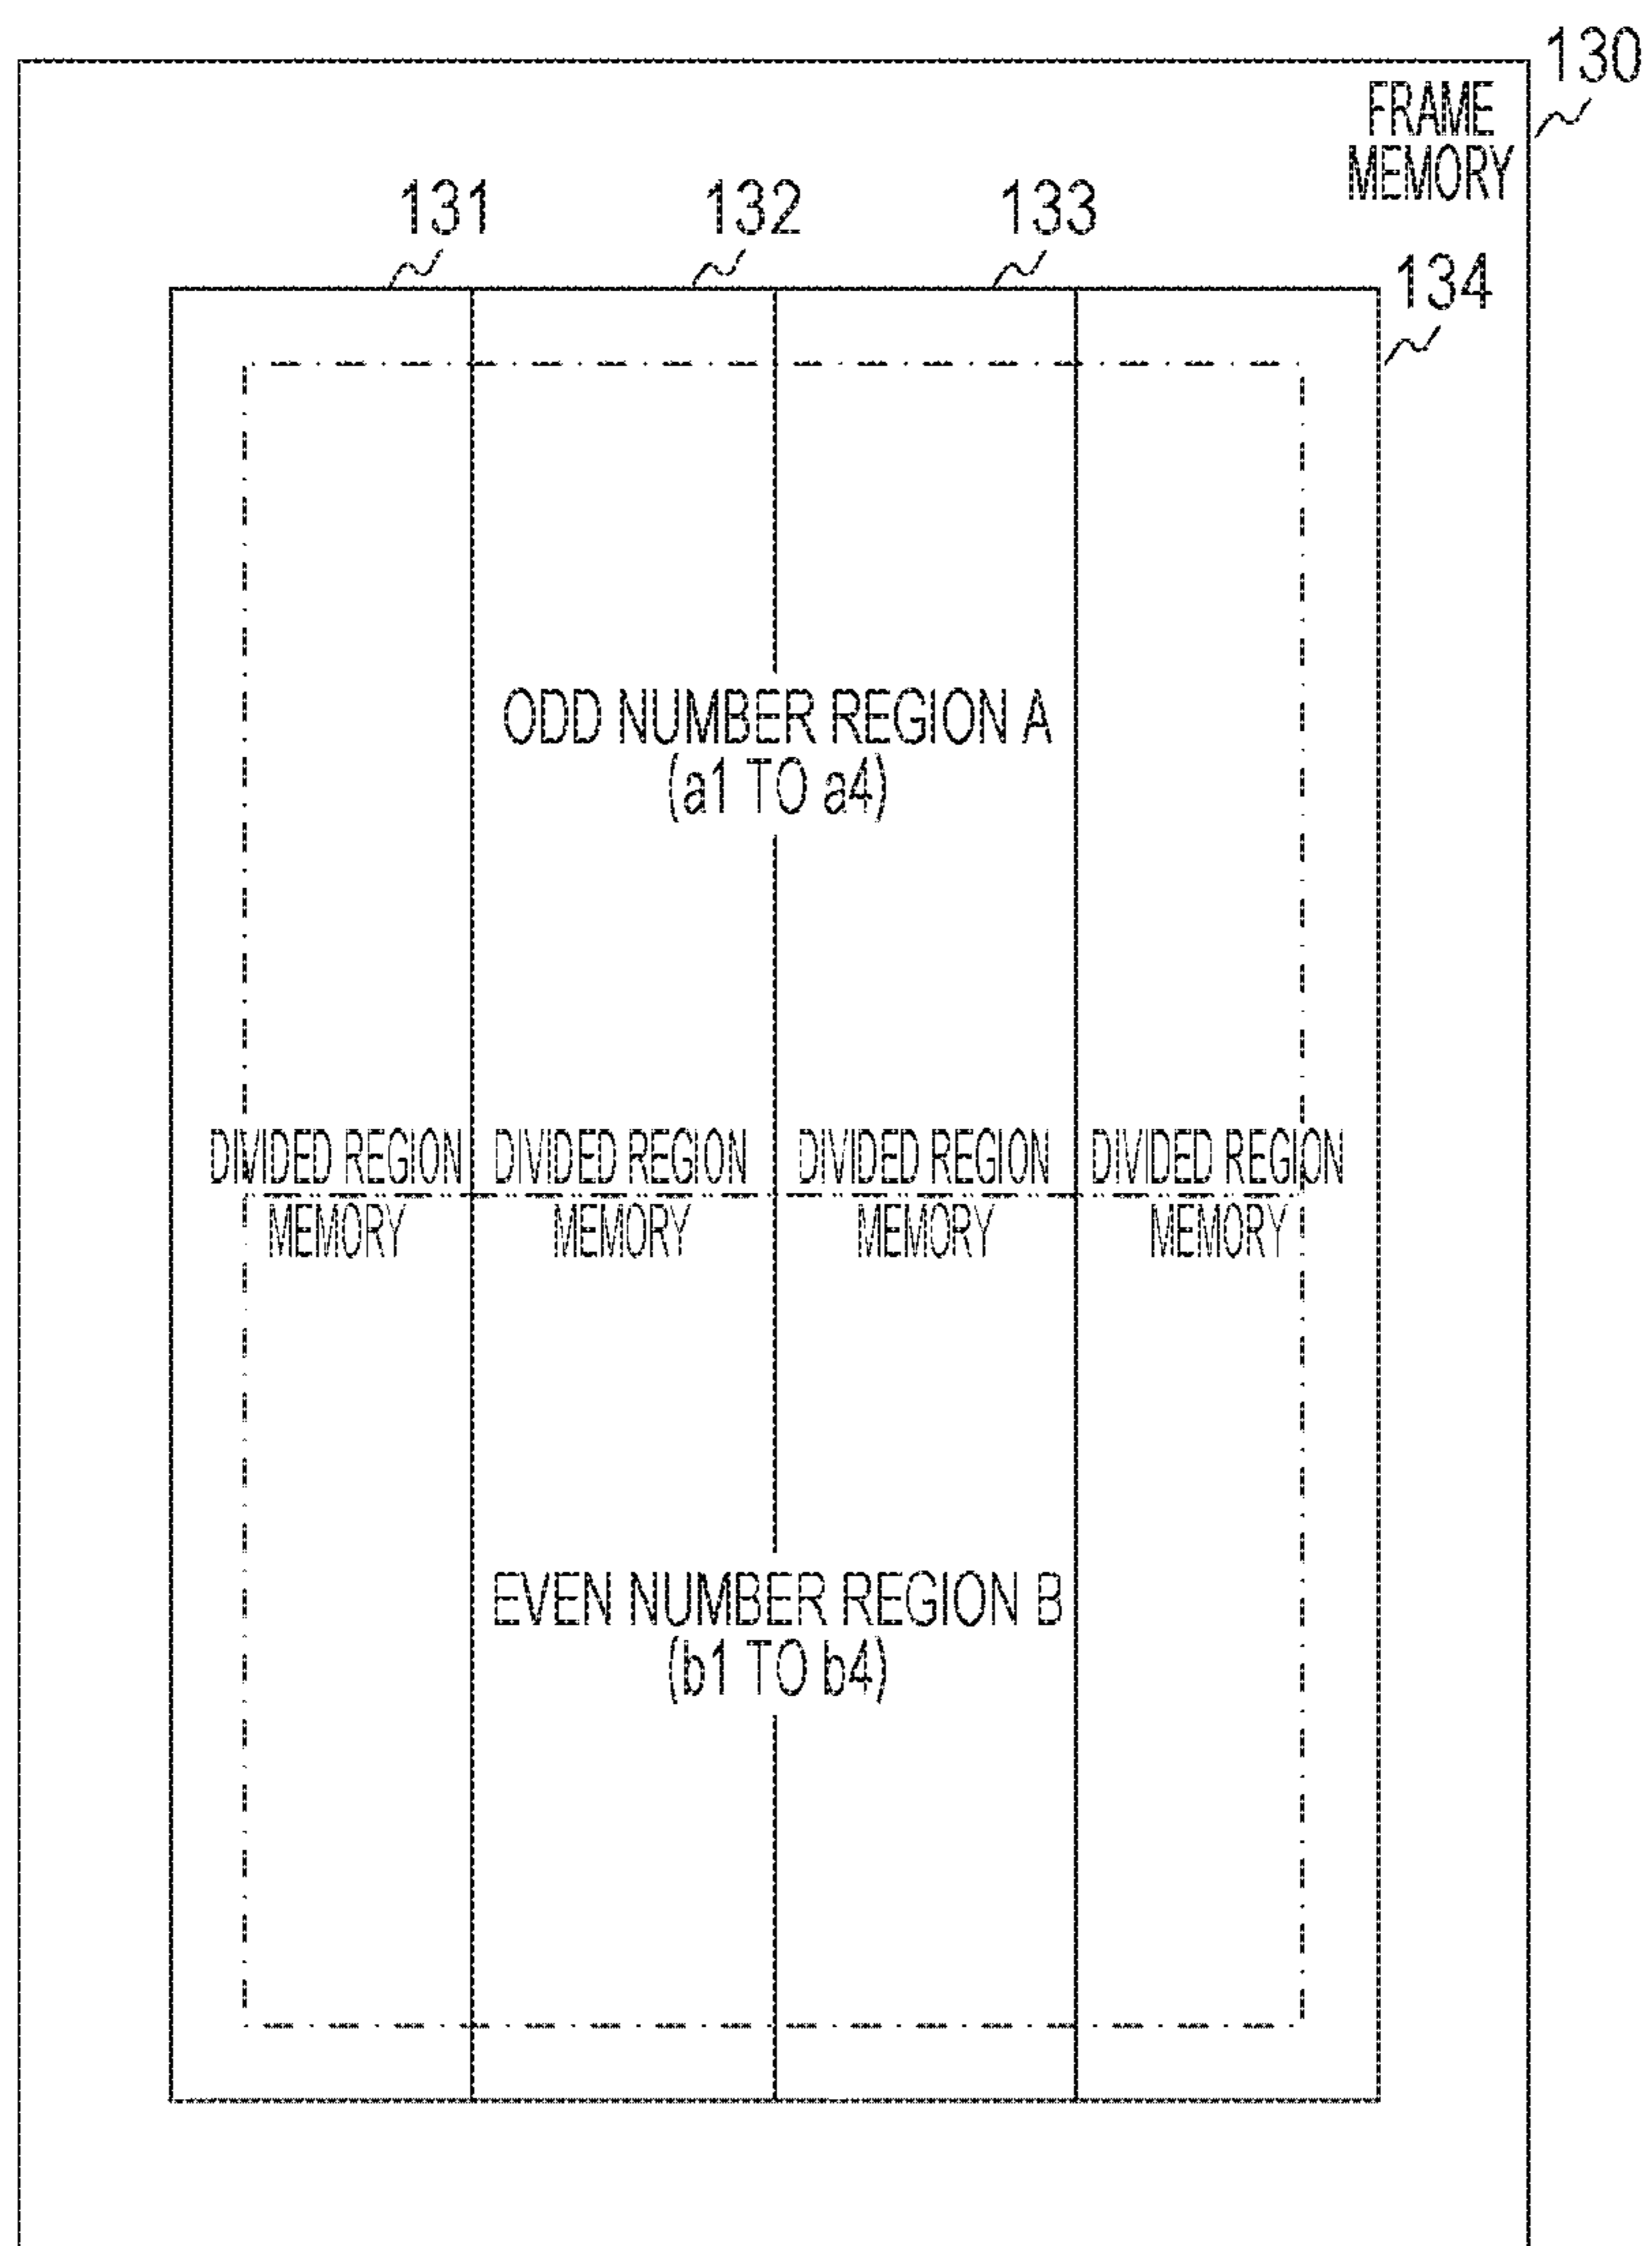 130
FRAME
MEMORY
131
132
133
134
ODD NUMBER REGION A
(a1 TO a4)
DIVIDED REGION
MEMORY
DIVIDED REGION
MEMORY
DIVIDED REGION
MEMORY
DIVIDED REGION
MEMORY
EVEN NUMBER REGION B
(b1 TO b4)